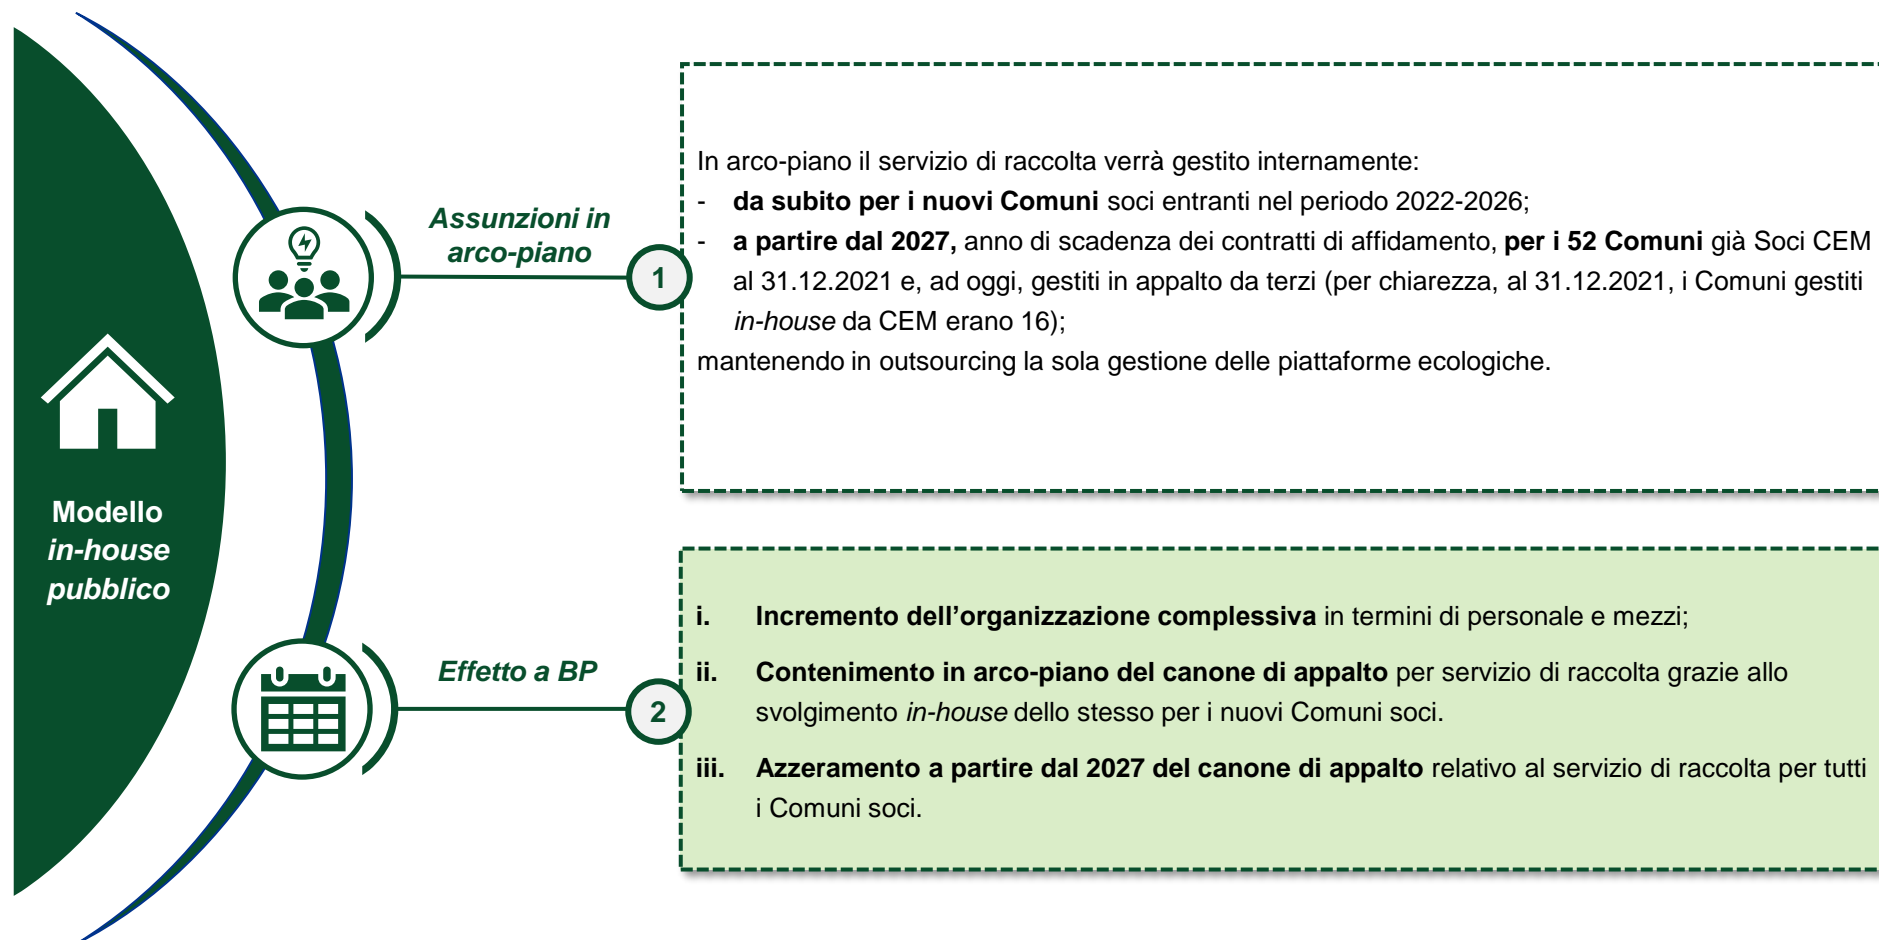 Modello
in-house
pubblico
Assunzioni in
arco-piano
1
In arco-piano il servizio di raccolta verrà gestito internamente:
- da subito per i nuovi Comuni soci entranti nel periodo 2022-2026;
- a partire dal 2027, anno di scadenza dei contratti di affidamento, per i 52 Comuni già Soci CEM
al 31.12.2021 e, ad oggi, gestiti in appalto da terzi (per chiarezza, al 31.12.2021, i Comuni gestiti
in-house da CEM erano 16);
mantenendo in outsourcing la sola gestione delle piattaforme ecologiche.
Effetto a BP
2
i. Incremento dell’organizzazione complessiva in termini di personale e mezzi;
ii. Contenimento in arco-piano del canone di appalto per servizio di raccolta grazie allo
svolgimento in-house dello stesso per i nuovi Comuni soci.
iii. Azzeramento a partire dal 2027 del canone di appalto relativo al servizio di raccolta per tutti
i Comuni soci.